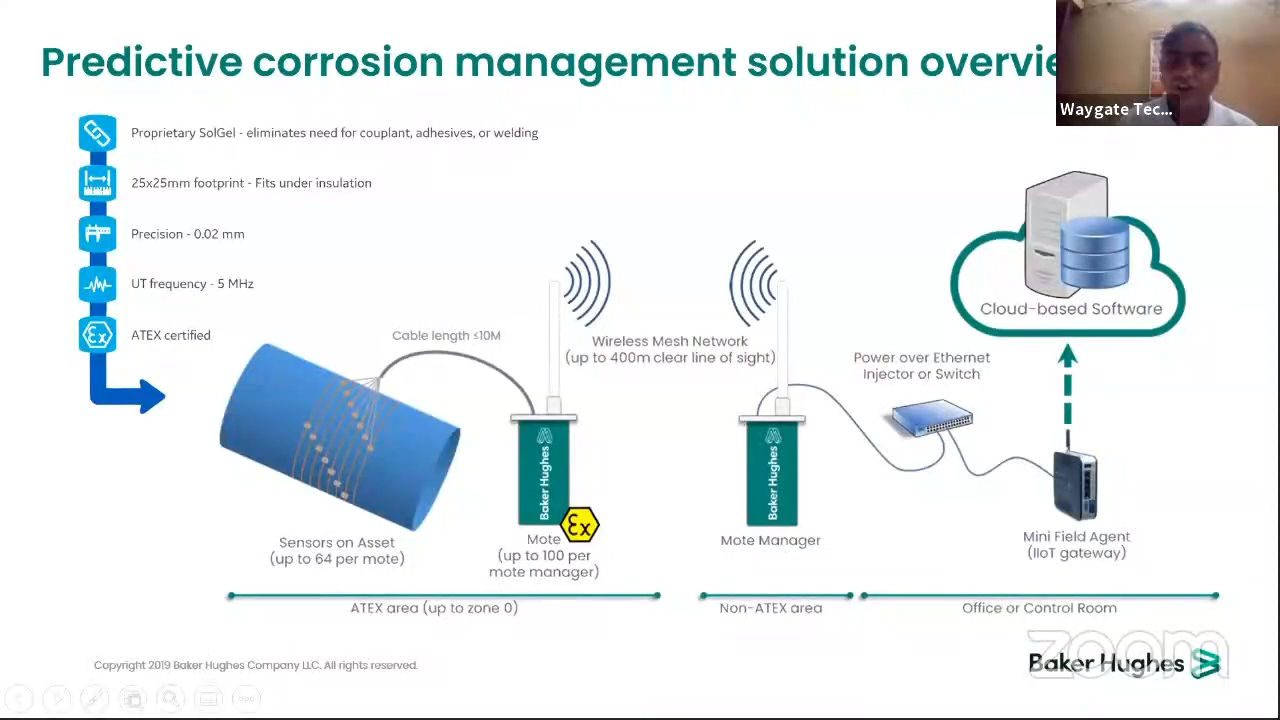 Predictive corrosion management solution overvie
Waygate Tec...
Proprietary SolGel - eliminates need for couplant, adhesives, or welding
25x25mm footprint - Fits under insulation
Precision - 0.02 mm
UT frequency - 5 MHz
ATEX certified
Cable length ≤10M
Wireless Mesh Network
(up to 400m clear line of sight)
Power over Ethernet
Injector or Switch
Cloud-based Software
Baker Hughes
Baker Hughes
Ex
Ex
Sensors on Asset
(up to 64 per mote)
Mote
(up to 100 per
mote manager)
Mote Manager
Mini Field Agent
(IIoT gateway)
ATEX area (up to zone 0)
Non-ATEX area
Office or Control Room
Copyright 2019 Baker Hughes Company LLC. All rights reserved.
zoom
Baker Hughes